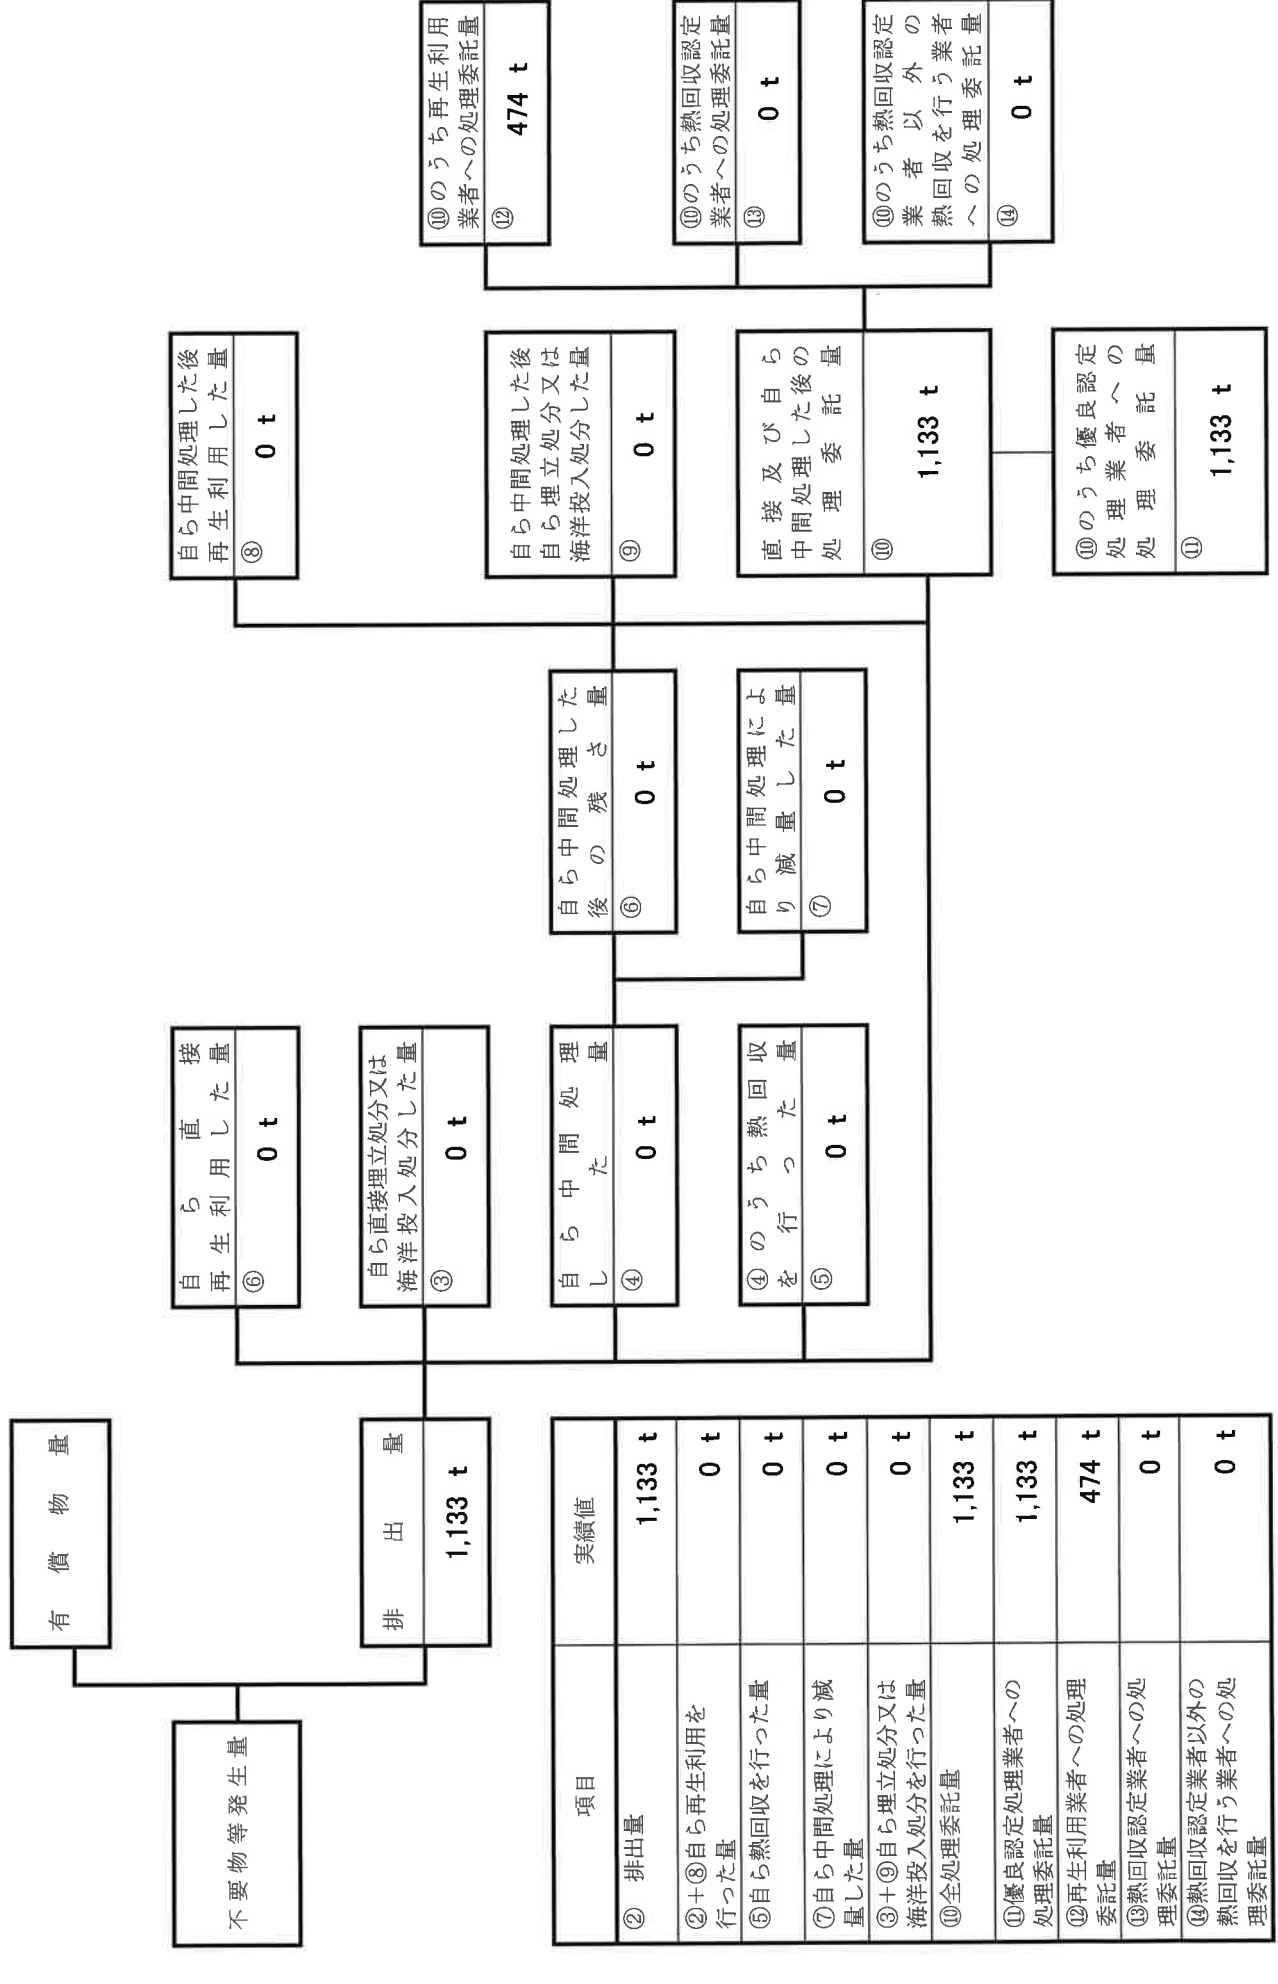 不要物等発生量
有償物量
排出量
1,133 t
自ら直接
再生利用した量
⑥
0 t
自ら直接埋立処分又は
海洋投入処分した量
③
0 t
自ら中間処理
した量
④
0 t
④のうち熱回収
を行った量
⑤
0 t
自ら中間処理した
後の残さ量
⑥
0 t
自ら中間処理によ
り減量した量
⑦
0 t
自ら中間処理した後
再生利用した量
⑧
0 t
自ら中間処理した後
自ら埋立処分又は
海洋投入処分した量
⑨
0 t
直接及び自ら
中間処理した後の
処理委託量
⑩
1,133 t
⑩のうち優良認定
処理業者への
処理委託量
⑪
1,133 t
⑩のうち再生利用
業者への処理委託量
⑫
474 t
⑩のうち熱回収認定
業者への処理委託量
⑬
0 t
⑩のうち熱回収認定
業者以外の
熱回収を行う業者
への処理委託量
⑭
0 t
項目 実績値
② 排出量 1,133 t
②+⑧自ら再生利用を
行った量 0 t
⑤自ら熱回収を行った量 0 t
⑦自ら中間処理により減
量した量 0 t
③+⑨自ら埋立処分又は
海洋投入処分を行った量 0 t
⑩全処理委託量 1,133 t
⑪優良認定処理業者への
処理委託量 1,133 t
⑫再生利用業者への処理
委託量 474 t
⑬熱回収認定業者への処
理委託量 0 t
⑭熱回収認定業者以外の
熱回収を行う業者への処
理委託量 0 t